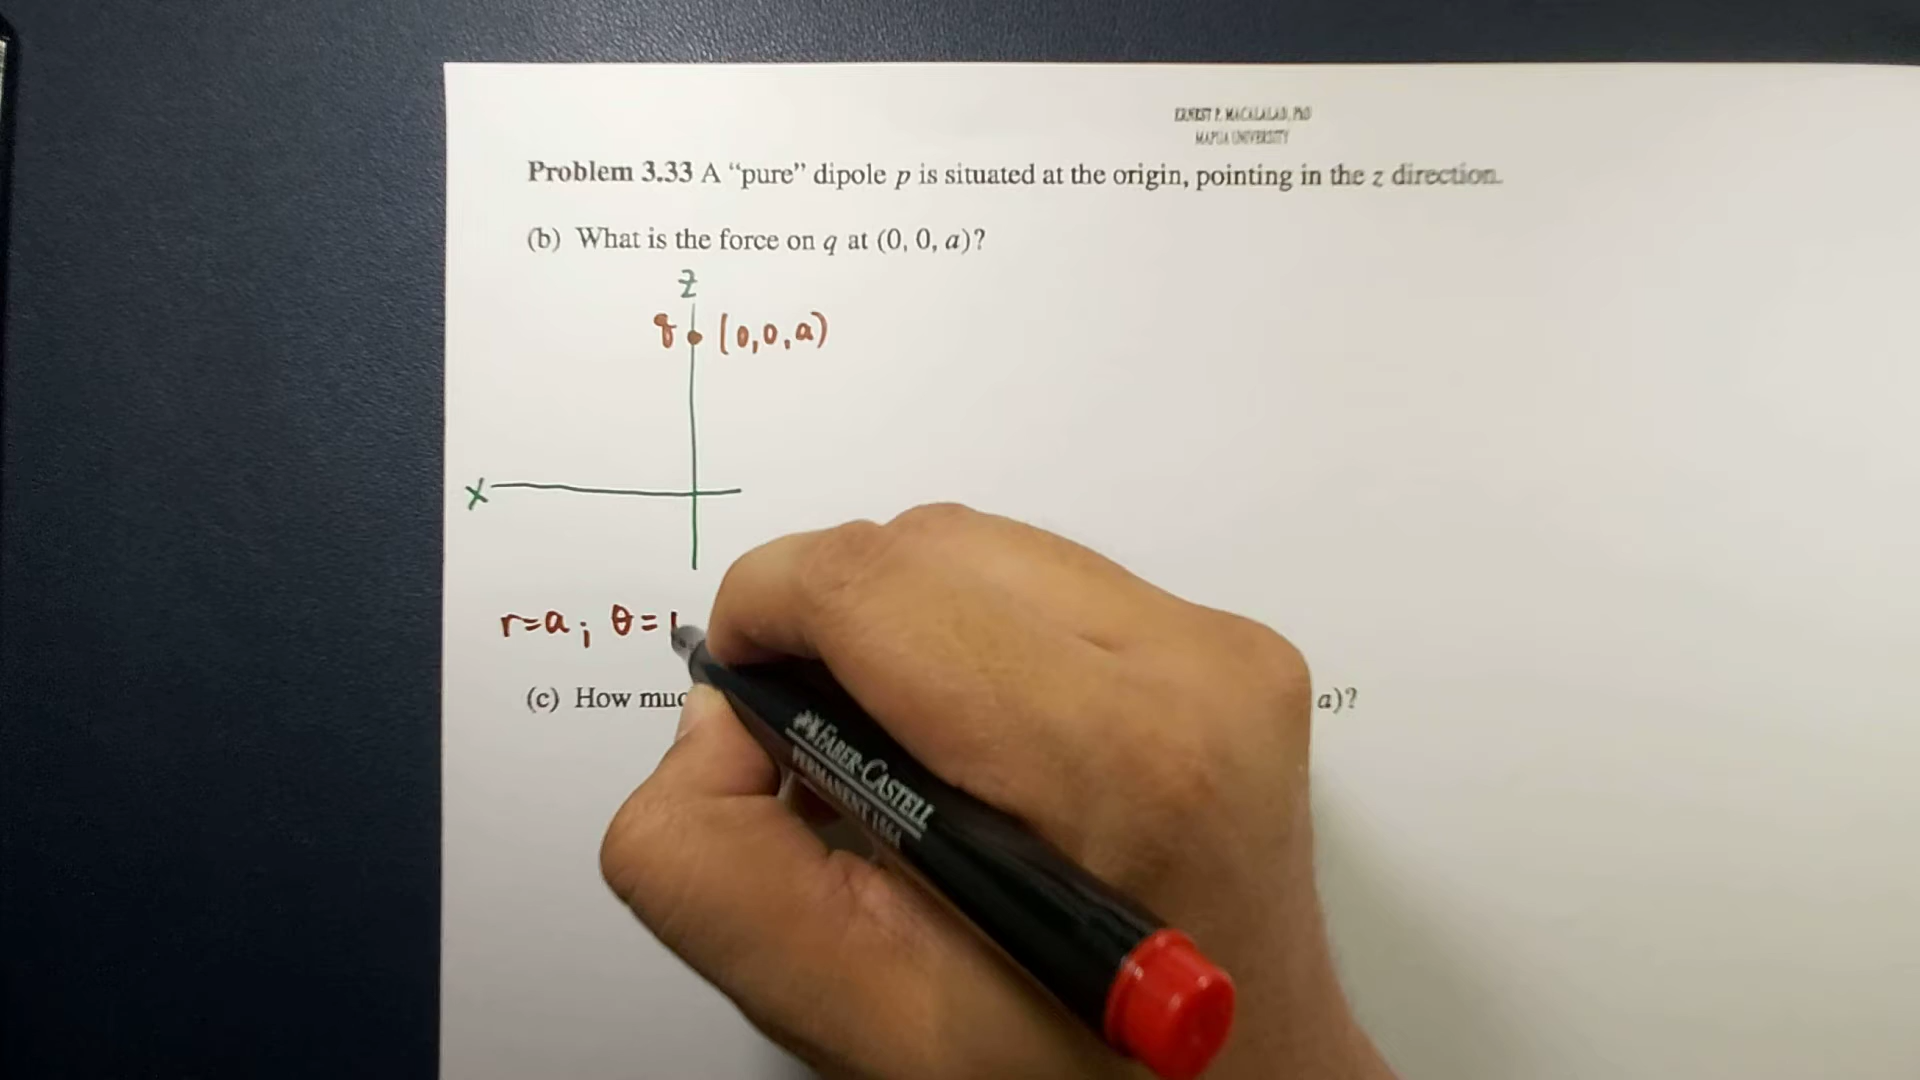 ERNEST P. MACALALAD, PhD
MAPUA UNIVERSITY
Problem 3.33 A “pure” dipole p is situated at the origin, pointing in the z direction.
(b) What is the force on q at (0, 0, a)?
z
q (0,0,a)
x
r=a; θ=
(c) How muc a)?
FABER-CASTELL
PERMANENT 1564